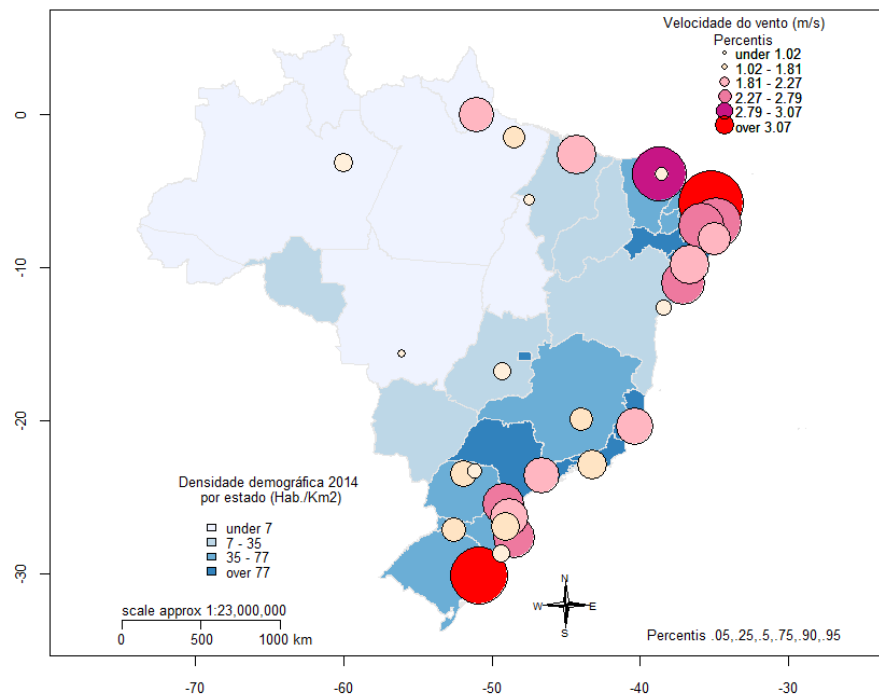 Velocidade do vento (m/s)
Percentis
under 1.02
1.02 - 1.81
1.81 - 2.27
2.27 - 2.79
2.79 - 3.07
over 3.07
0
-10
-20
-30
Densidade demográfica 2014
por estado (Hab./Km2)
under 7
7 - 35
35 - 77
over 77
scale approx 1:23,000,000
0 500 1000 km
N
W E
S
Percentis .05,.25,.5,.75,.90,.95
-70 -60 -50 -40 -30